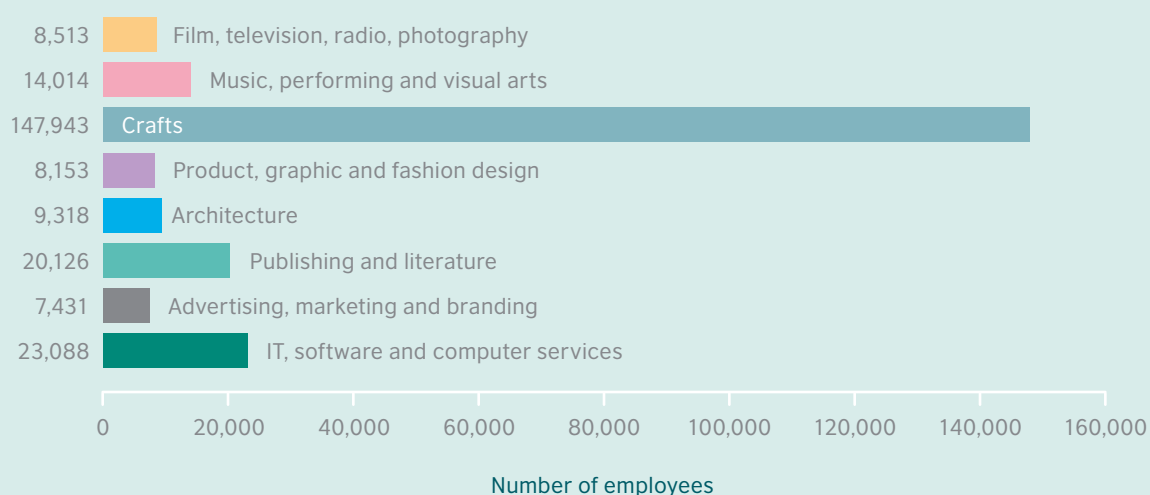 8,513 Film, television, radio, photography
14,014 Music, performing and visual arts
147,943 Crafts
8,153 Product, graphic and fashion design
9,318 Architecture
20,126 Publishing and literature
7,431 Advertising, marketing and branding
23,088 IT, software and computer services
0 20,000 40,000 60,000 80,000 100,000 120,000 140,000 160,000
Number of employees